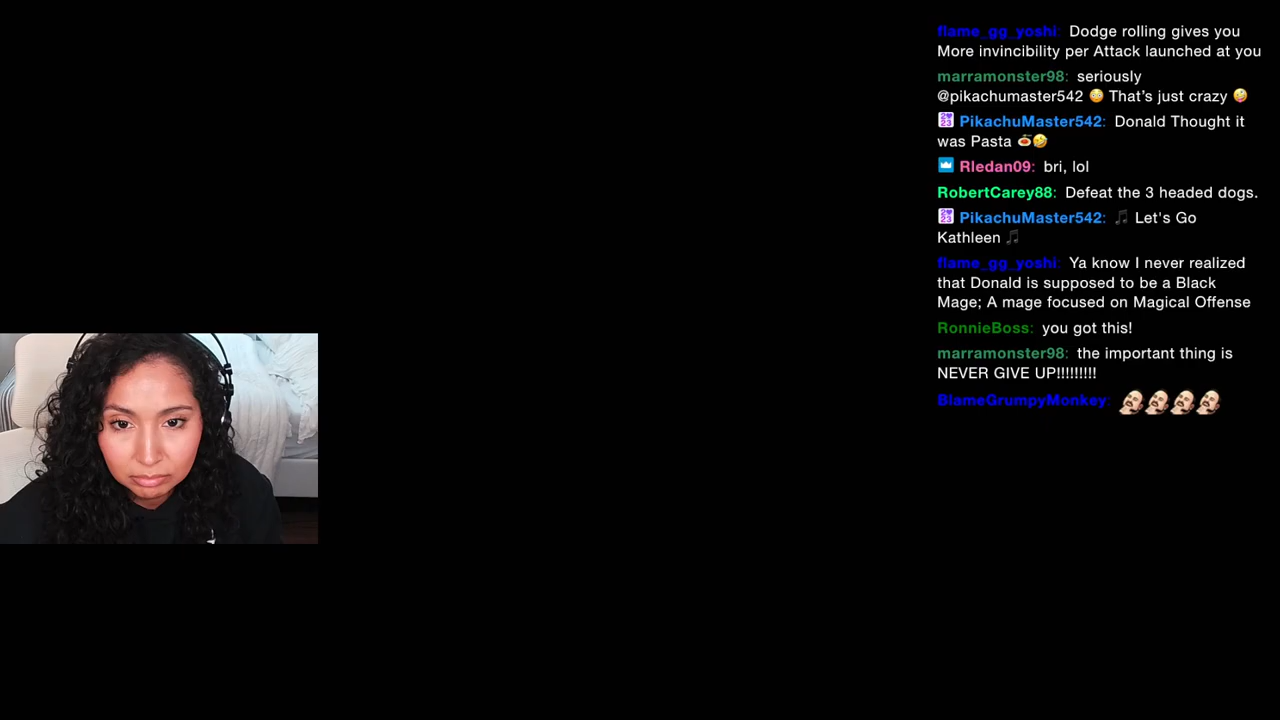 flame_gg_yoshi: Dodge rolling gives you
More invincibility per Attack launched at you
marramonster98: seriously
@pikachumaster542 😳 That's just crazy 🤪
PikachuMaster542: Donald Thought it
was Pasta 🍝🤣
Rledan09: bri, lol
RobertCarey88: Defeat the 3 headed dogs.
PikachuMaster542: 🎵 Let's Go
Kathleen 🎵
flame_gg_yoshi: Ya know I never realized
that Donald is supposed to be a Black
Mage; A mage focused on Magical Offense
RonnieBoss: you got this!
marramonster98: the important thing is
NEVER GIVE UP!!!!!!!!!
BlameGrumpyMonkey: